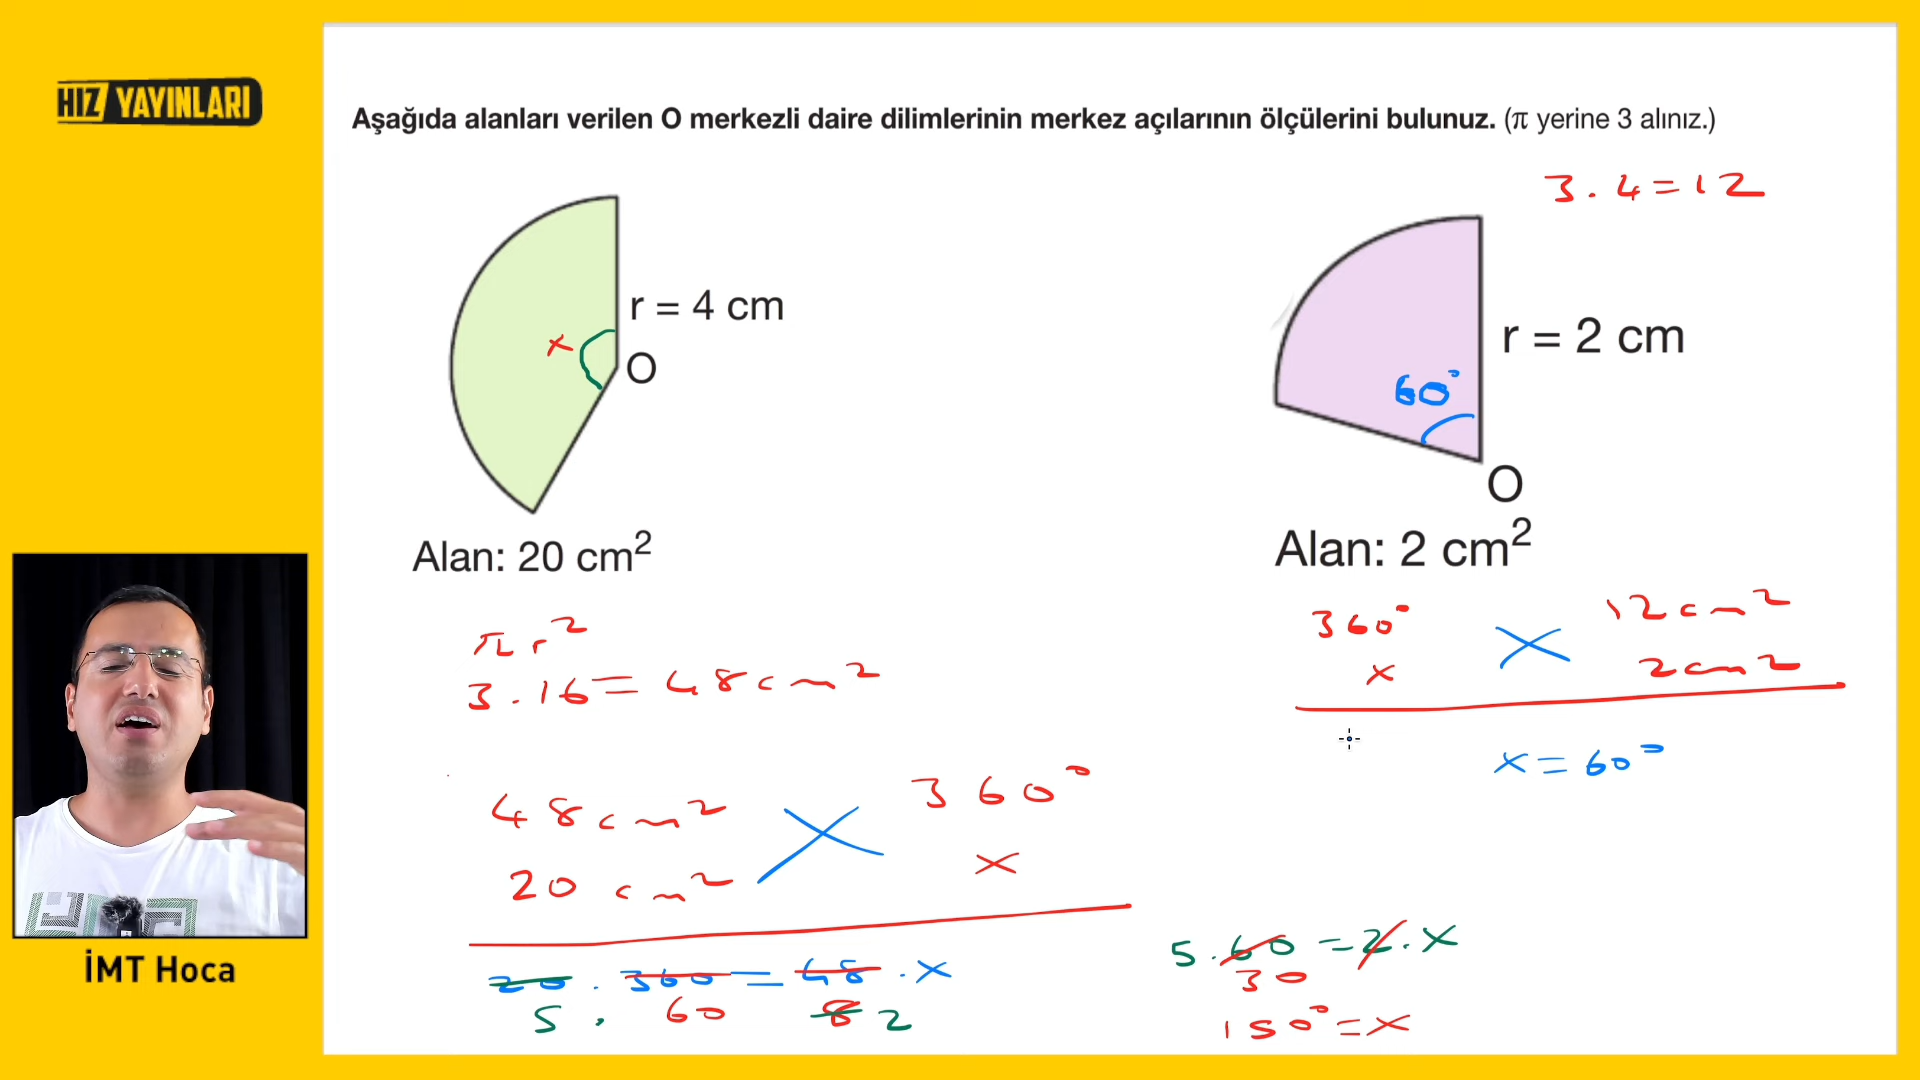 HIZ YAYINLARI
Aşağıda alanları verilen O merkezli daire dilimlerinin merkez açılarının ölçülerini bulunuz. (π yerine 3 alınız.)
3 . 4 = 12
r = 4 cm
x
O
Alan: 20 cm²
r = 2 cm
60°
O
Alan: 2 cm²
πr²
3 . 16 = 48cm²
48cm² 360°
20 cm² x
20 . 360 = 48 . x
5 . 60 8 2
5 . 60 = 2 . x
30
150° = x
360° 12cm²
x 2cm²
x = 60°
İMT Hoca